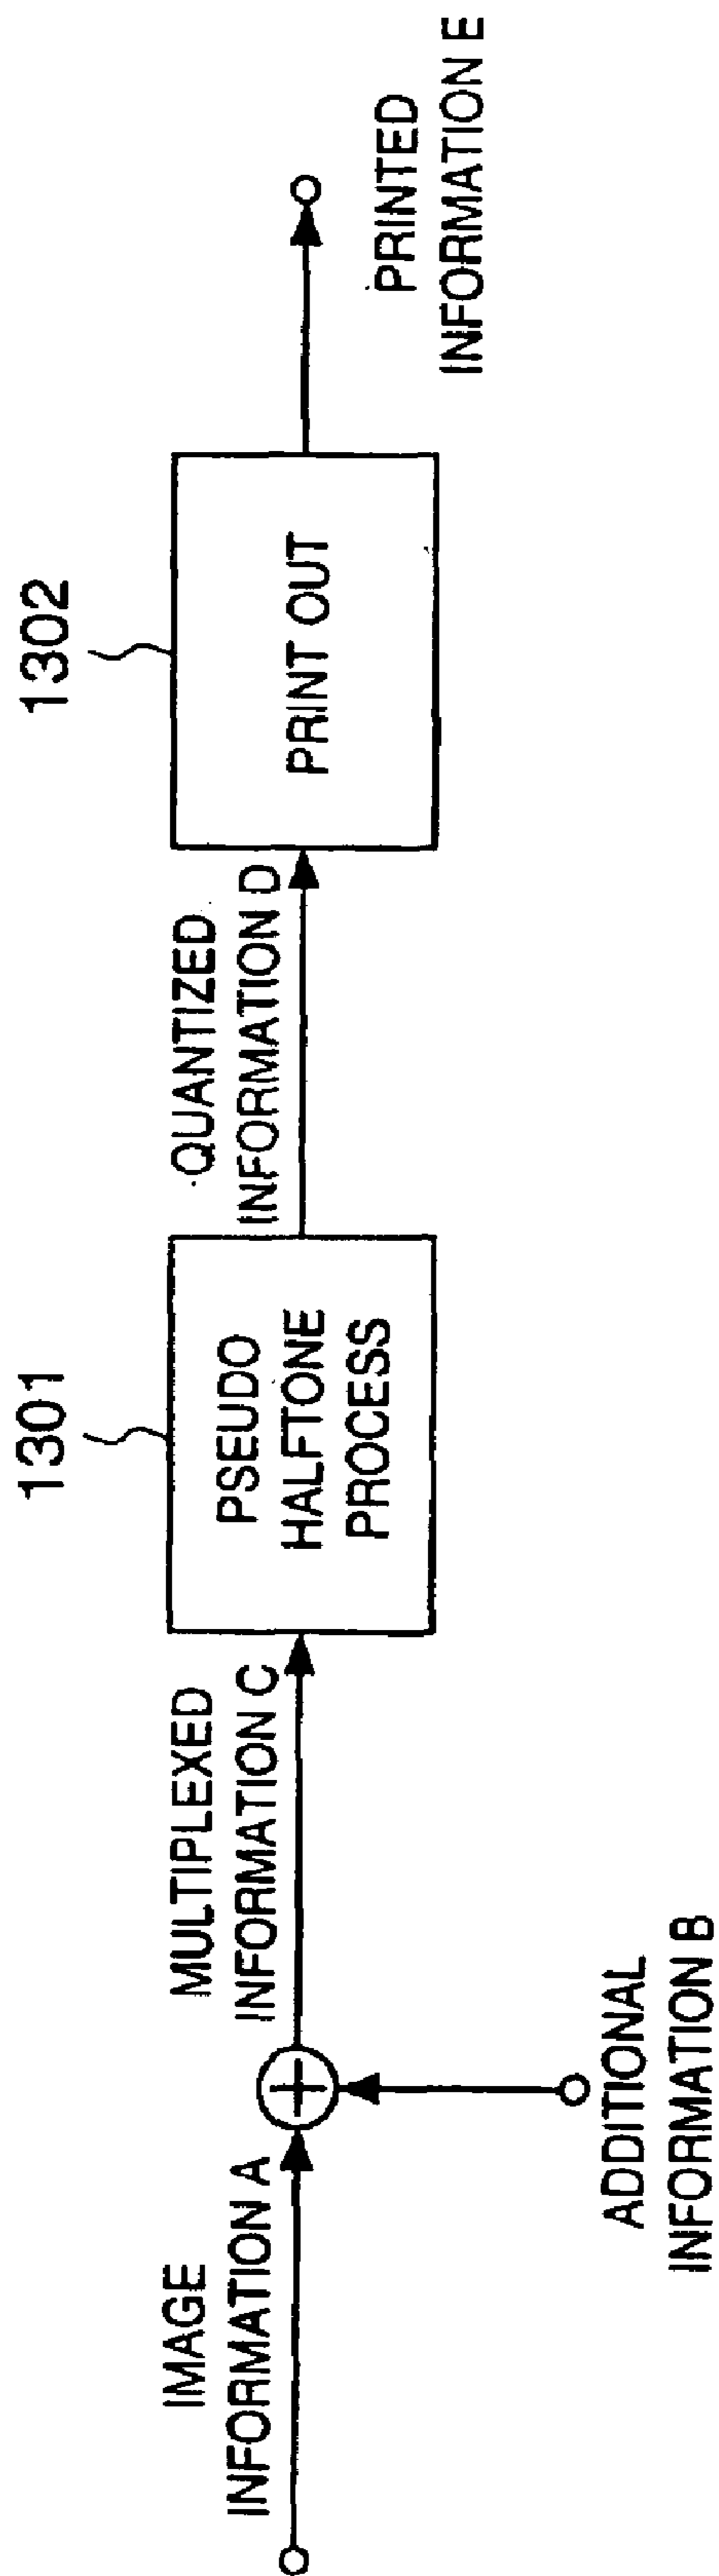 IMAGE
INFORMATION A
ADDITIONAL
INFORMATION B
MULTIPLEXED
INFORMATION C
1301
PSEUDO
HALFTONE
PROCESS
QUANTIZED
INFORMATION D
1302
PRINT OUT
PRINTED
INFORMATION E